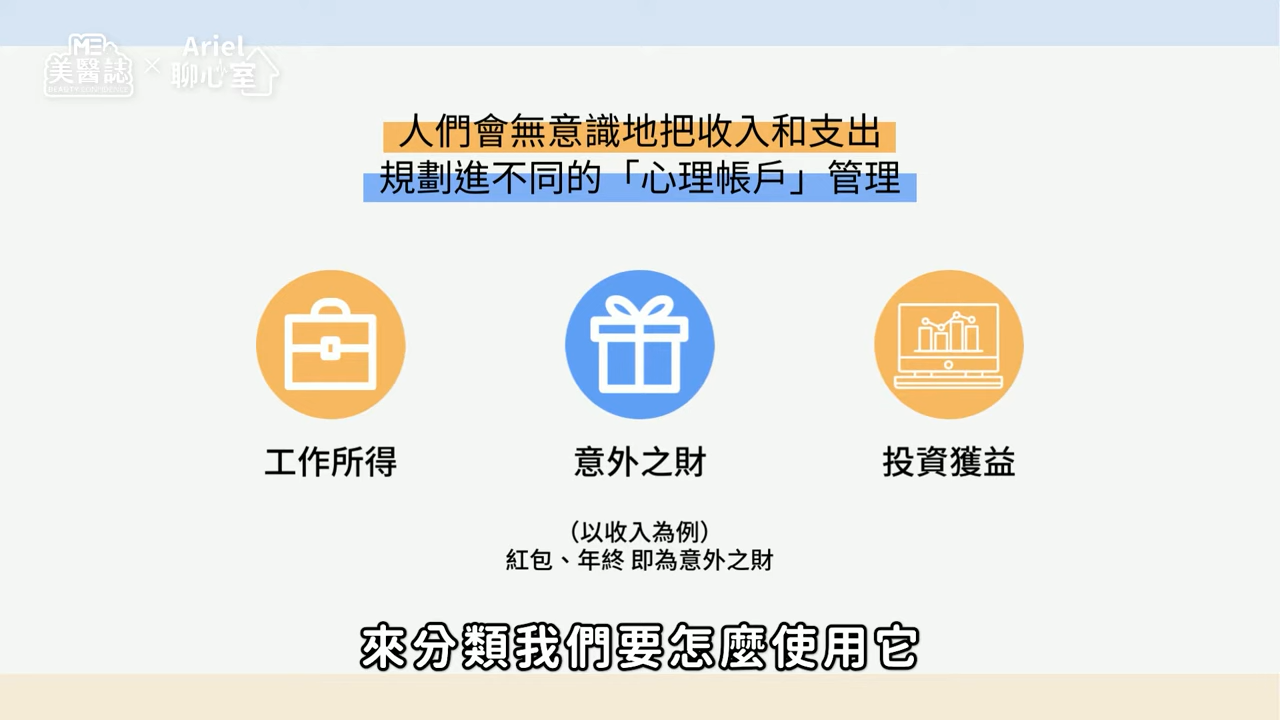 ME
美醫誌
×
Ariel
聊心室
人們會無意識地把收入和支出
規劃進不同的「心理帳戶」管理
工作所得
意外之財
投資獲益
（以收入為例）
紅包、年終 即為意外之財
來分類我們要怎麼使用它